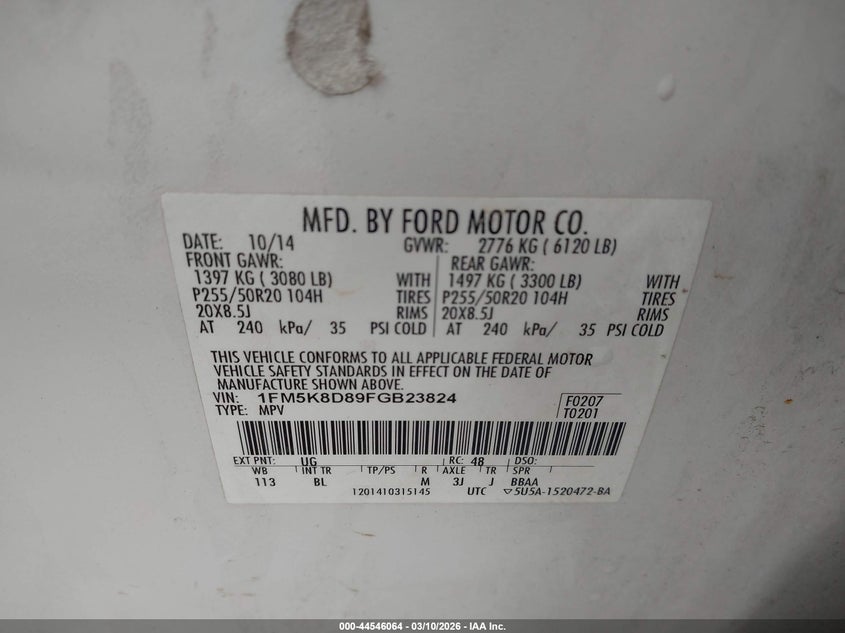 MFD. BY FORD MOTOR CO.
DATE: 10/14 GVWR: 2776 KG ( 6120 LB)
FRONT GAWR: REAR GAWR:
1397 KG ( 3080 LB) WITH 1497 KG ( 3300 LB) WITH
P255/50R20 104H TIRES P255/50R20 104H TIRES
20X8.5J RIMS 20X8.5J RIMS
AT 240 kPa/ 35 PSI COLD AT 240 kPa/ 35 PSI COLD
THIS VEHICLE CONFORMS TO ALL APPLICABLE FEDERAL MOTOR
VEHICLE SAFETY STANDARDS IN EFFECT ON THE DATE OF
MANUFACTURE SHOWN ABOVE.
VIN: 1FM5K8D89FGB23824 F0207
TYPE: MPV T0201
EXT PNT: UG RC: 48 DSO:
WB INT TR TP/PS R AXLE TR SPR
113 BL M 3J J BBAA
1201410315145 UTC ▽5U5A-1520472-BA
000-44546064 - 03/10/2026 - IAA Inc.